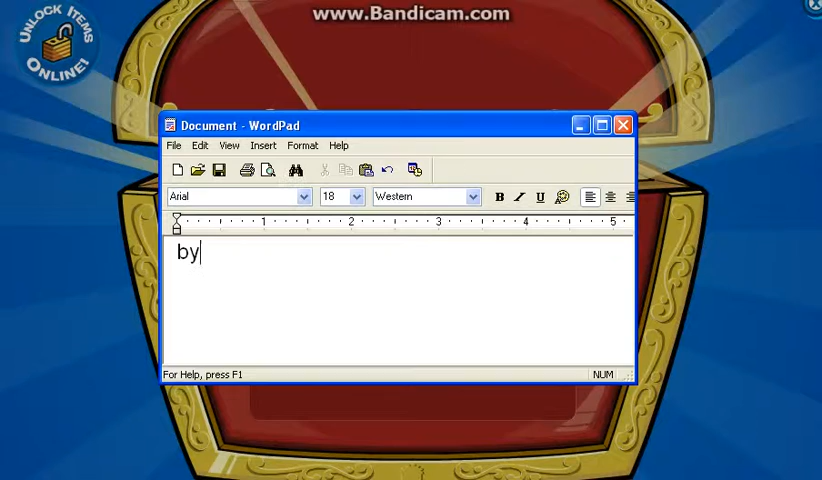 www.Bandicam.com
UNLOCK ITEMS
ONLINE!
Document - WordPad
File Edit View Insert Format Help
Arial 18 Western B I U
1 2 3 4 5
by
For Help, press F1 NUM